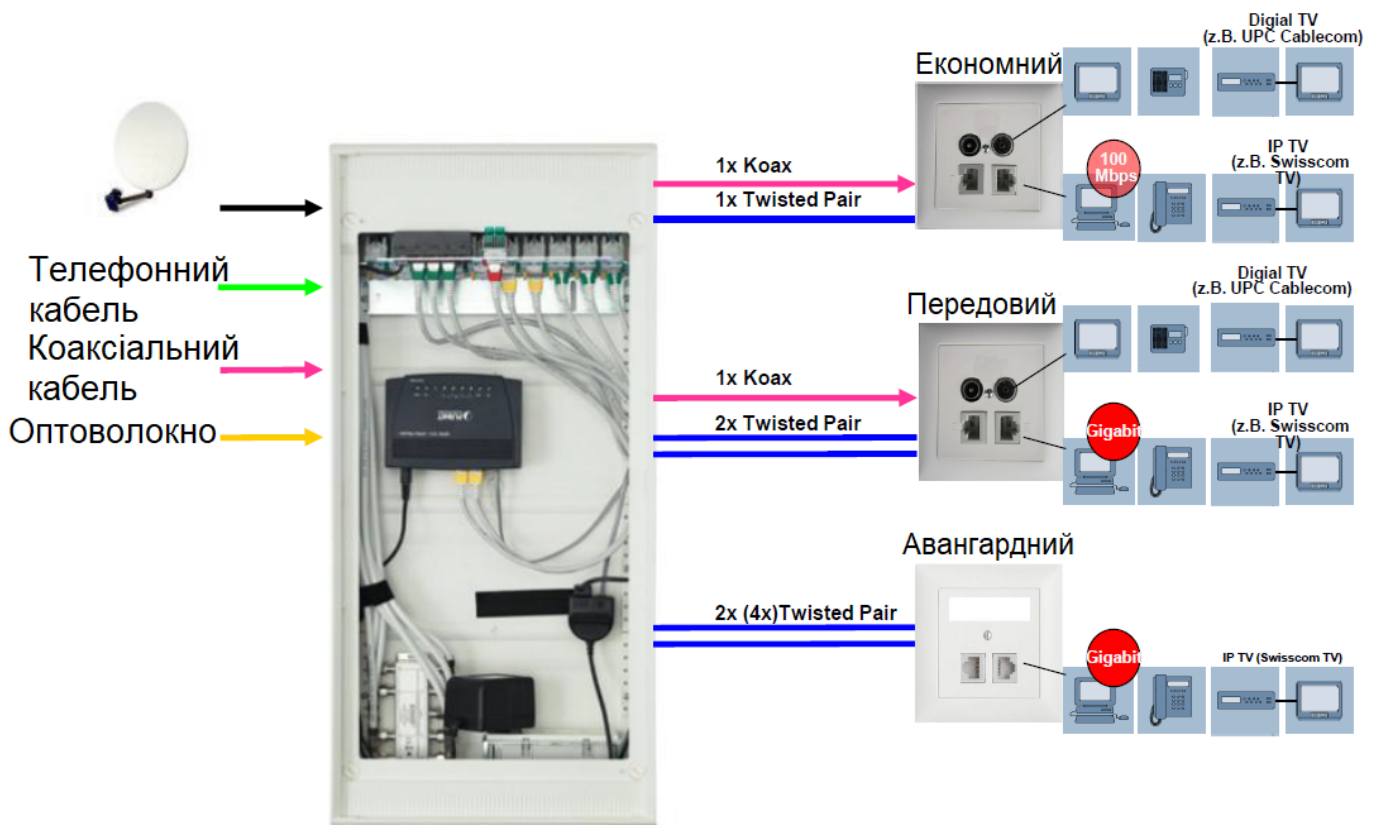 Телефонний
кабель
Коаксіальний
кабель
Оптоволокно
1x Koax
1x Twisted Pair
Економний
Digial TV
(z.B. UPC Cablecom)
100
Mbps
IP TV
(z.B. Swisscom
TV)
1x Koax
2x Twisted Pair
Передовий
Digial TV
(z.B. UPC Cablecom)
Gigabit
IP TV
(z.B. Swisscom
TV)
2x (4x)Twisted Pair
Авангардний
Gigabit
IP TV (Swisscom TV)